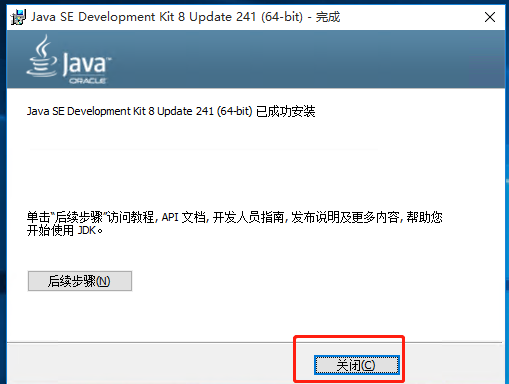 Java SE Development Kit 8 Update 241 (64-bit) - 完成
Java™
ORACLE
Java SE Development Kit 8 Update 241 (64-bit) 已成功安装
单击“后续步骤”访问教程, API 文档, 开发人员指南, 发布说明及更多内容, 帮助您
开始使用 JDK。
后续步骤(N)
关闭(C)